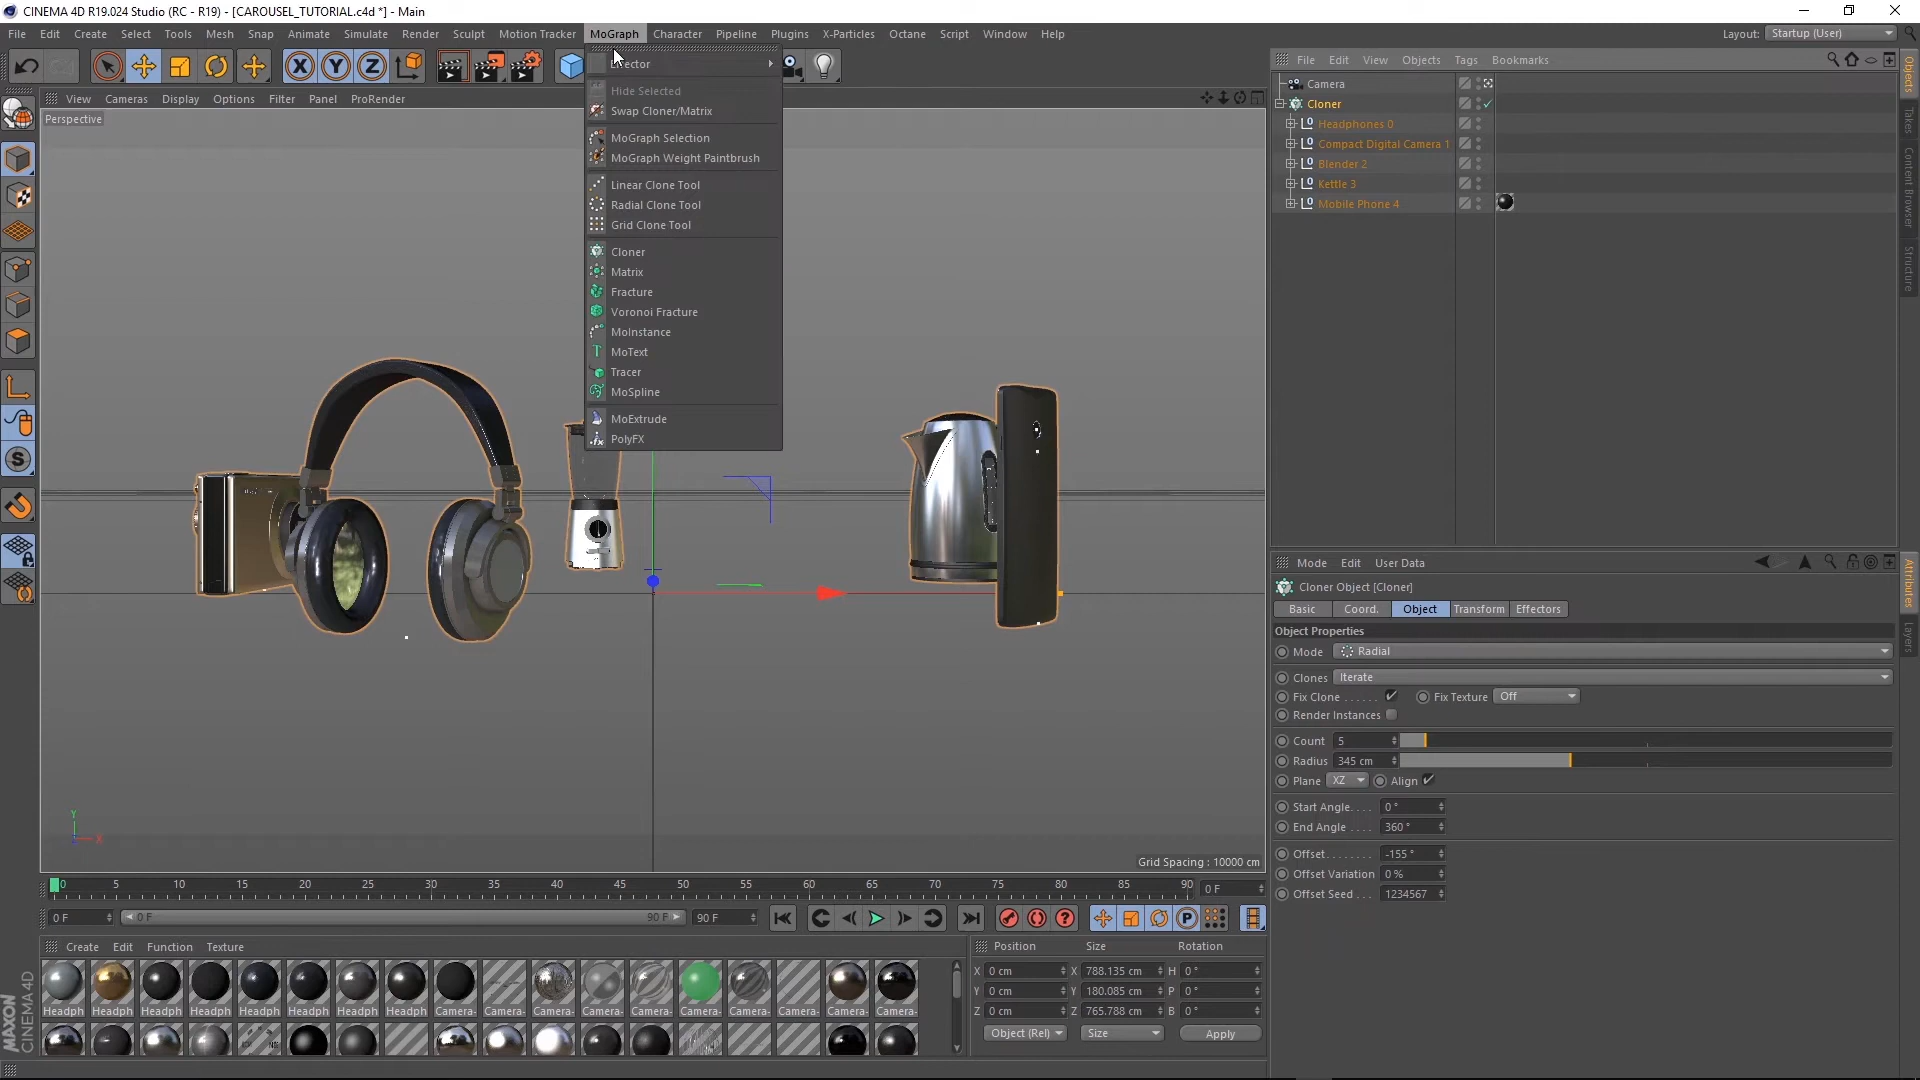 CINEMA 4D R19.024 Studio (RC - R19) - [CAROUSEL_TUTORIAL.c4d *] - Main
File Edit Create Select Tools Mesh Snap Animate Simulate Render Sculpt Motion Tracker MoGraph Character Pipeline Plugins X-Particles Octane Script Window Help Layout: Startup (User)
View Cameras Display Options Filter Panel ProRender
Perspective
Hide Selected
Swap Cloner/Matrix
MoGraph Selection
MoGraph Weight Paintbrush
Linear Clone Tool
Radial Clone Tool
Grid Clone Tool
Cloner
Matrix
Fracture
Voronoi Fracture
MoInstance
MoText
Tracer
MoSpline
MoExtrude
PolyFX
Y
X
Grid Spacing : 10000 cm
File Edit View Objects Tags Bookmarks
Camera
Cloner
Headphones 0
Compact Digital Camera 1
Blender 2
Kettle 3
Mobile Phone 4
Objects
Takes
Content Browser
Structure
Mode Edit User Data
Cloner Object [Cloner]
Basic Coord. Object Transform Effectors
Object Properties
Mode Radial
Clones Iterate
Fix Clone Fix Texture Off
Render Instances
Count 5
Radius 345 cm
Plane XZ Align
Start Angle 0 °
End Angle 360 °
Offset -155 °
Offset Variation 0 %
Offset Seed 1234567
Attributes
Layers
0 5 10 15 20 25 30 35 40 45 50 55 60 65 70 75 80 85 90 0 F
0 F 0 F 90 F 90 F
Create Edit Function Texture
Headph Headph Headph Headph Headph Headph Headph Headph Camera- Camera- Camera- Camera- Camera- Camera- Camera- Camera- Camera- Camera-
Position Size Rotation
X 0 cm X 788.135 cm H 0 °
Y 0 cm Y 180.085 cm P 0 °
Z 0 cm Z 765.788 cm B 0 °
Object (Rel) Size Apply
MAXON
CINEMA 4D